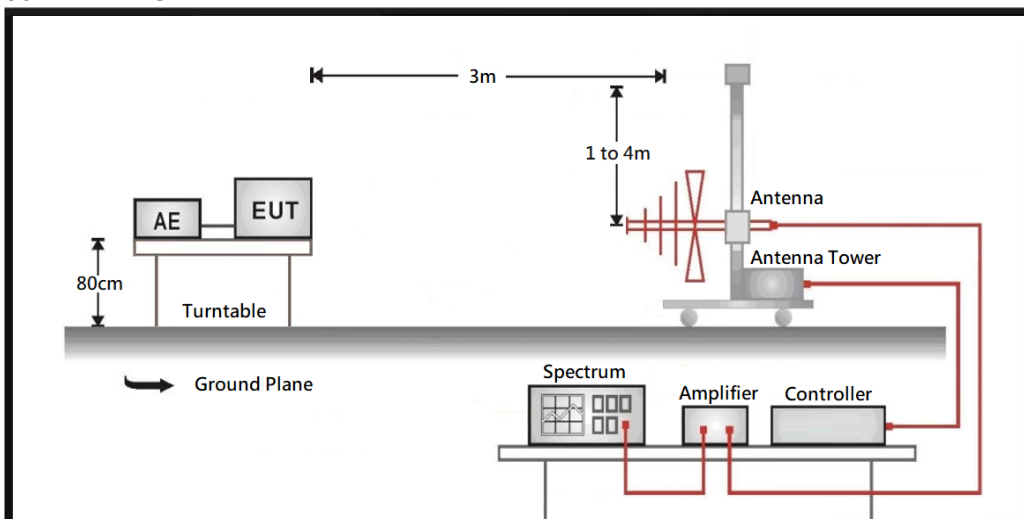 3m
1 to 4m
Antenna
AE
EUT
Antenna Tower
80cm
Turntable
Ground Plane
Spectrum
Amplifier
Controller